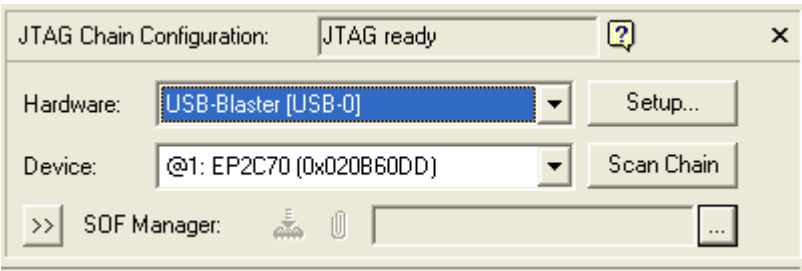 JTAG Chain Configuration: JTAG ready ? ×
Hardware: USB-Blaster [USB-0] Setup...
Device: @1: EP2C70 (0x020B60DD) Scan Chain
>> SOF Manager: ...